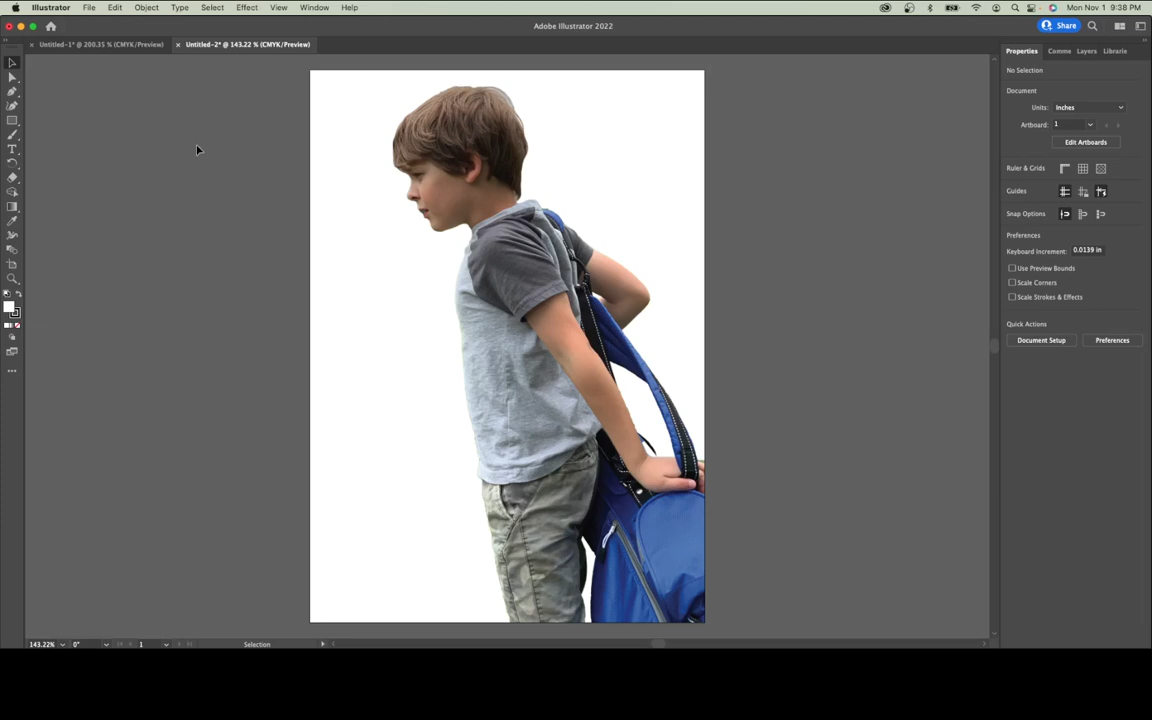 Illustrator File Edit Object Type Select Effect View Window Help Mon Nov 1 9:38 PM
Adobe Illustrator 2022
Share
Untitled-1* @ 200.35 % (CMYK/Preview) Untitled-2* @ 143.22 % (CMYK/Preview)
Properties Comme Layers Librarie
No Selection
Document
Units: Inches
Artboard: 1
Edit Artboards
Ruler & Grids
Guides
Snap Options
Preferences
Keyboard Increment: 0.0139 in
Use Preview Bounds
Scale Corners
Scale Strokes & Effects
Quick Actions
Document Setup Preferences
143.22% 0° 1 Selection